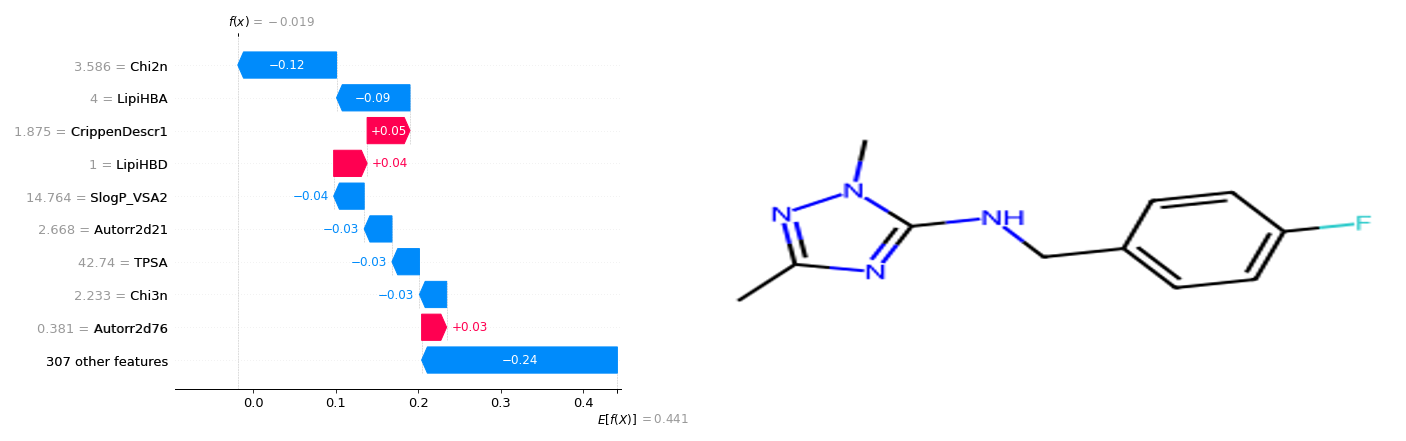 f(x) = −0.019
3.586 = Chi2n
−0.12
4 = LipiHBA
−0.09
1.875 = CrippenDescr1
+0.05
1 = LipiHBD
+0.04
14.764 = SlogP_VSA2
−0.04
2.668 = Autorr2d21
−0.03
42.74 = TPSA
−0.03
2.233 = Chi3n
−0.03
0.381 = Autorr2d76
+0.03
307 other features
−0.24
0.0 0.1 0.2 0.3 0.4
E[f(X)] = 0.441
N
N
N
NH
F